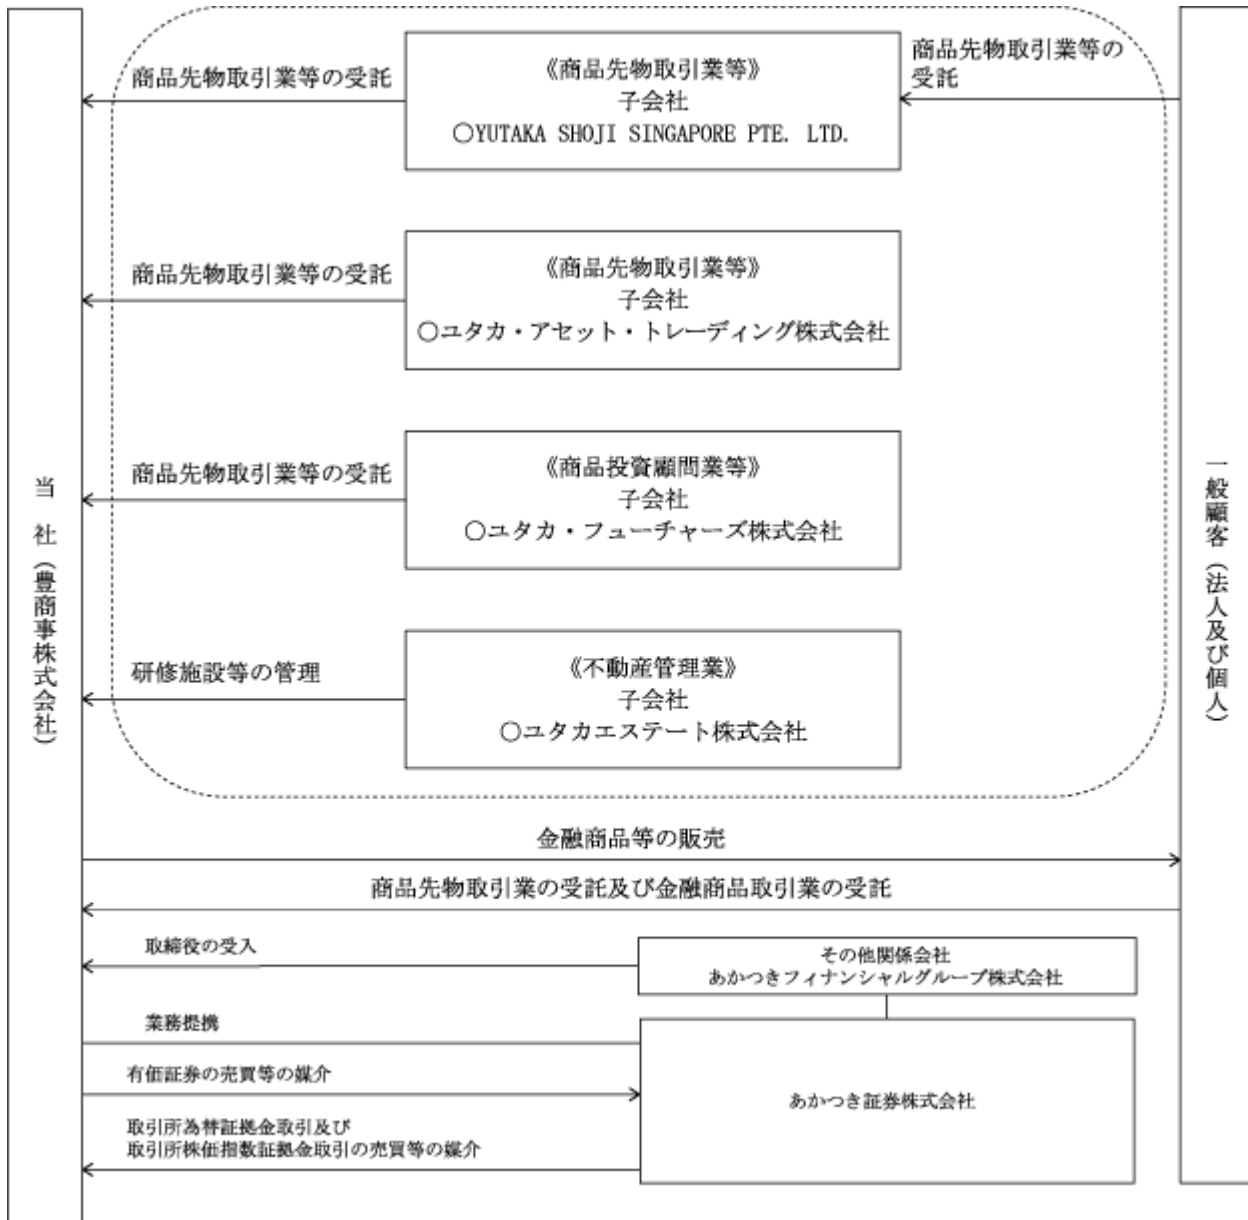 商品先物取引業等の受託
《商品先物取引業等》
子会社
○YUTAKA SHOJI SINGAPORE PTE. LTD.
商品先物取引業等の
受託
商品先物取引業等の受託
《商品先物取引業等》
子会社
○ユタカ・アセット・トレーディング株式会社
商品先物取引業等の受託
《商品投資顧問業等》
子会社
○ユタカ・フューチャーズ株式会社
当　社（豊商事株式会社）
一般顧客（法人及び個人）
研修施設等の管理
《不動産管理業》
子会社
○ユタカエステート株式会社
金融商品等の販売
商品先物取引業の受託及び金融商品取引業の受託
取締役の受入
その他関係会社
あかつきフィナンシャルグループ株式会社
業務提携
有価証券の売買等の媒介
あかつき証券株式会社
取引所為替証拠金取引及び
取引所株価指数証拠金取引の売買等の媒介